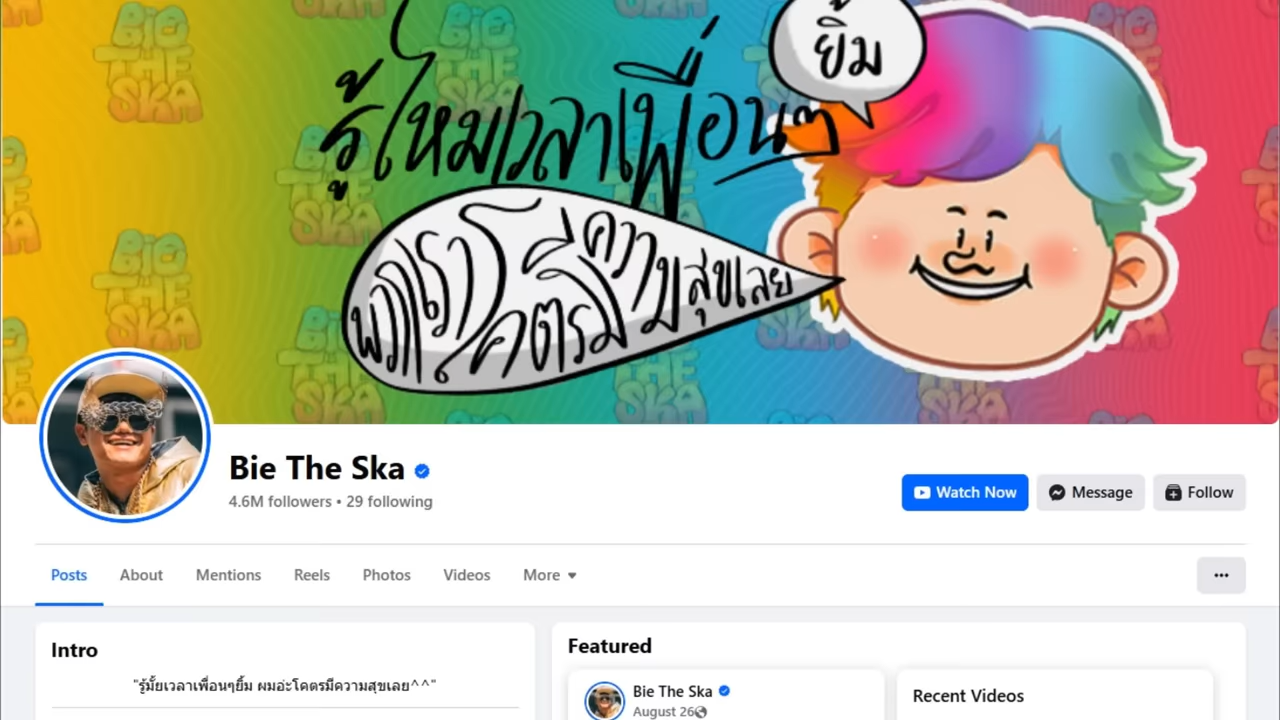 ยิ้ม
รู้ไหมเวลาเพื่อนๆ
พวกเราโคตรมีความสุขเลย
BIE
THE
SKA
Bie The Ska
4.6M followers • 29 following
Watch Now
Message
Follow
Posts
About
Mentions
Reels
Photos
Videos
More
Intro
Featured
"รู้มั้ยเวลาเพื่อนๆยิ้ม ผมอ่ะโคตรมีความสุขเลย^^"
Bie The Ska
August 26
Recent Videos